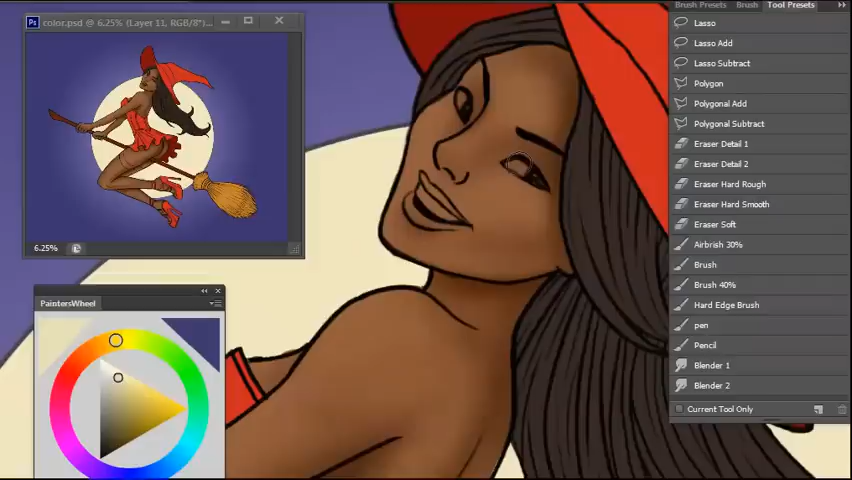 Ps color.psd @ 6.25% (Layer 11, RGB/8*)...
6.25%
PaintersWheel
Brush Presets Brush Tool Presets
Lasso
Lasso Add
Lasso Subtract
Polygon
Polygonal Add
Polygonal Subtract
Eraser Detail 1
Eraser Detail 2
Eraser Hard Rough
Eraser Hard Smooth
Eraser Soft
Airbrish 30%
Brush
Brush 40%
Hard Edge Brush
pen
Pencil
Blender 1
Blender 2
Current Tool Only